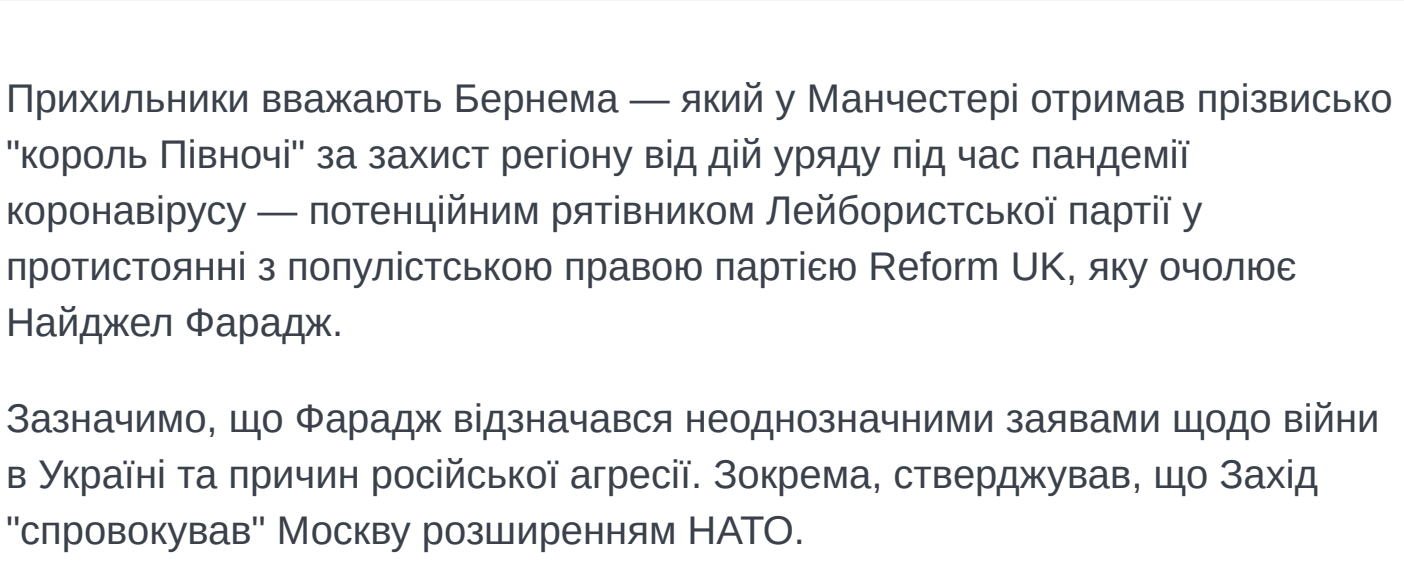 Прихильники вважають Бернема — який у Манчестері отримав прізвисько
"король Півночі" за захист регіону від дій уряду під час пандемії
коронавірусу — потенційним рятівником Лейбористської партії у
протистоянні з популістською правою партією Reform UK, яку очолює
Найджел Фарадж.
Зазначимо, що Фарадж відзначався неоднозначними заявами щодо війни
в Україні та причин російської агресії. Зокрема, стверджував, що Захід
"спровокував" Москву розширенням НАТО.